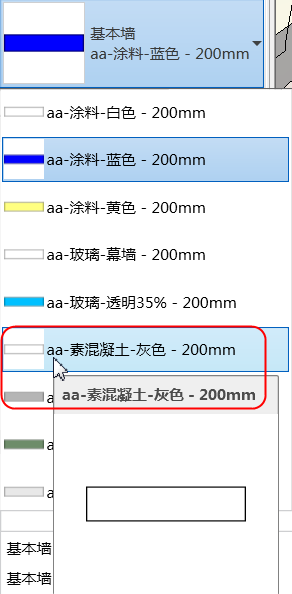 基本墙
aa-涂料-蓝色 - 200mm
aa-涂料-白色 - 200mm
aa-涂料-蓝色 - 200mm
aa-涂料-黄色 - 200mm
aa-玻璃-幕墙 - 200mm
aa-玻璃-透明35% - 200mm
aa-素混凝土-灰色 - 200mm
aa-素混凝土-灰色 - 200mm
基本墙
基本墙